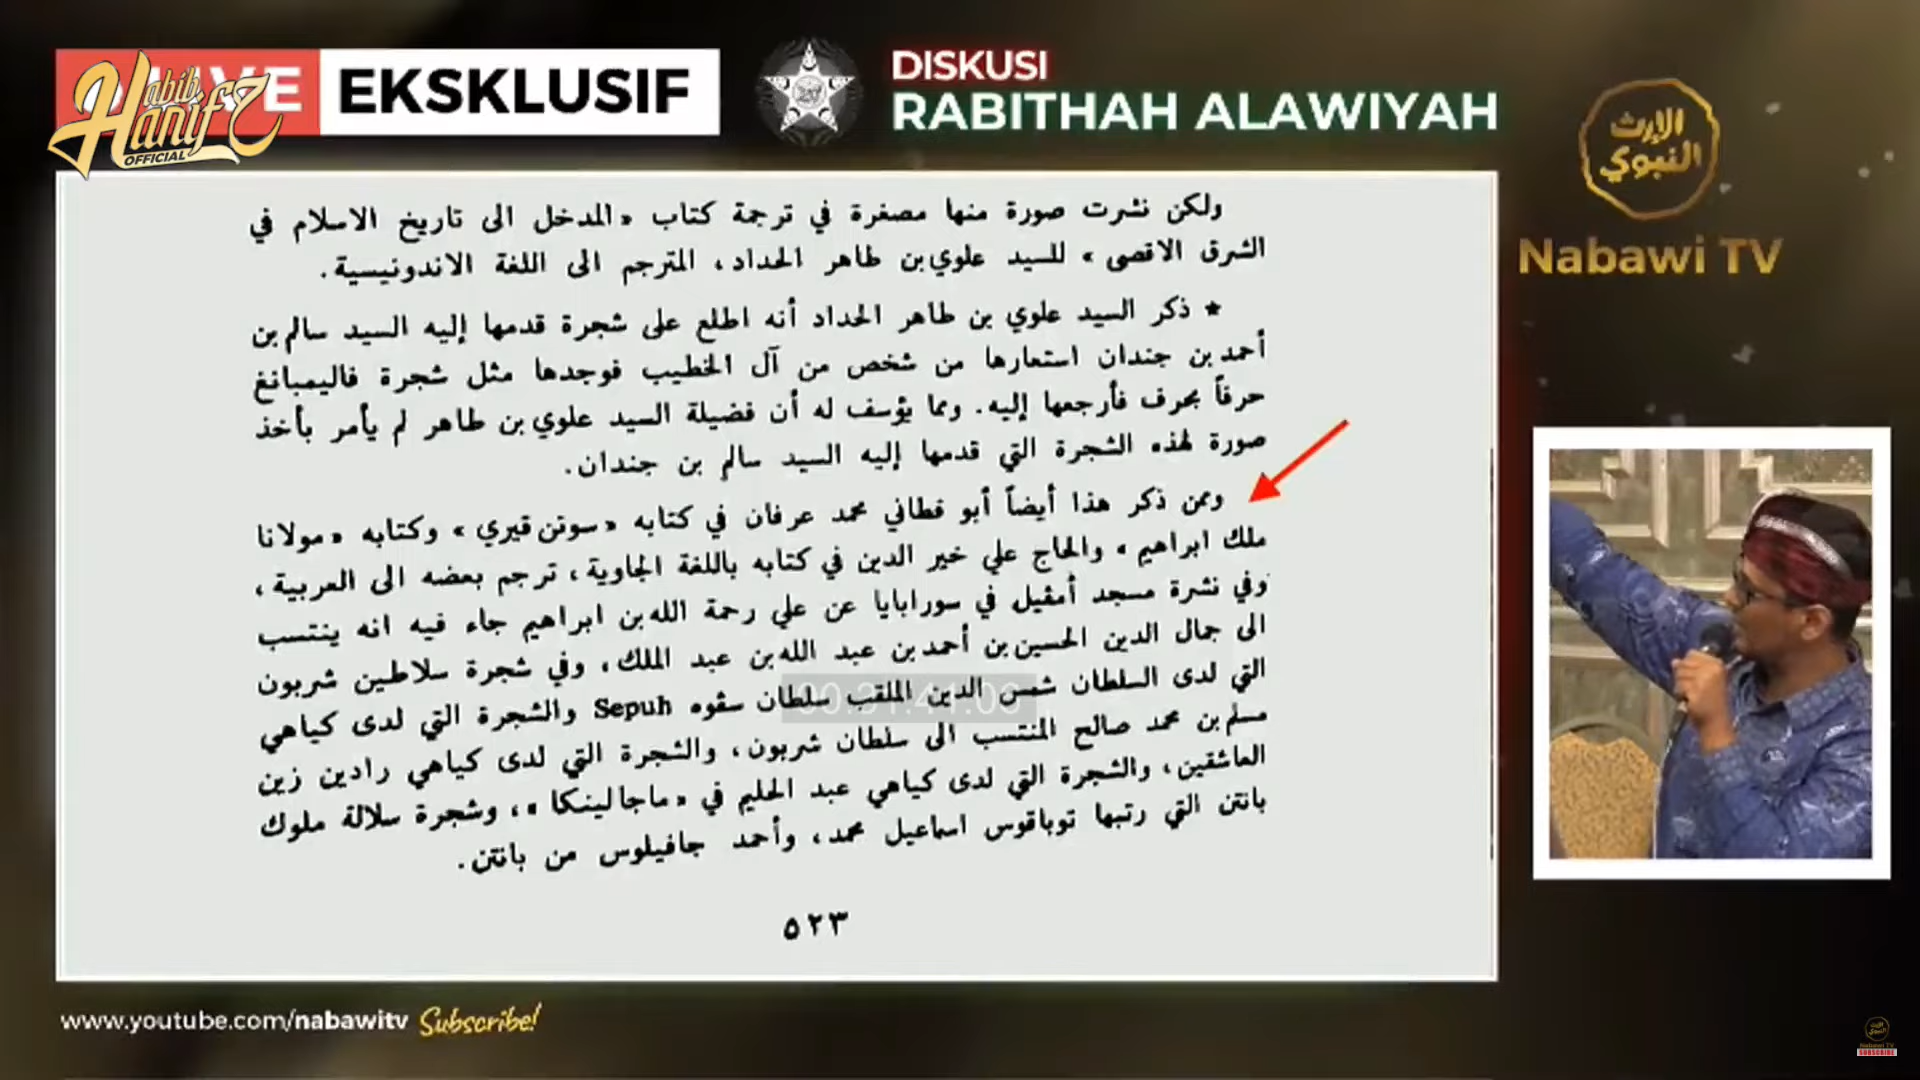 LIVE
Habib Hanif
OFFICIAL
EKSKLUSIF
DISKUSI
RABITHAH ALAWIYAH
الإرث
النبوي
Nabawi TV
ولكن نشرت صورة منها مصغرة في ترجمة كتاب «المدخل الى تاريخ الاسلام في
الشرق الاقصى» للسيد علوي بن طاهر الحداد، المترجم الى اللغة الاندونيسية.
* ذكر السيد علوي بن طاهر الحداد أنه اطلع على شجرة قدمها إليه السيد سالم بن
أحمد بن جندان استعارها من شخص من آل الخطيب فوجدها مثل شجرة فاليمبانغ
حرفاً بحرف فأرجعها إليه. ومما يؤسف له أن فضيلة السيد علوي بن طاهر لم يأمر بأخذ
صورة لهذه الشجرة التي قدمها إليه السيد سالم بن جندان.
وممن ذكر هذا أيضاً أبو فطاني محمد عرفان في كتابه «سوتن قيري» وكتابه «مولانا
ملك ابراهيم» والحاج علي خير الدين في كتابه باللغة الجاوية، ترجم بعضه الى العربية،
وفي نشرة مسجد أمڤيل في سورابايا عن علي رحمة الله بن ابراهيم جاء فيه انه ينتسب
الى جمال الدين الحسين بن أحمد بن عبد الله بن عبد الملك، وفي شجرة سلاطين شربون
التي لدى السلطان شمس الدين الملقب سلطان سڤوه Sepuh والشجرة التي لدى كياهي
مسلم بن محمد صالح المنتسب الى سلطان شربون، والشجرة التي لدى كياهي رادين زين
العاشقين، والشجرة التي لدى كياهي عبد الحليم في «ماجالينكا»، وشجرة سلالة ملوك
بانتن التي رتبها توباقوس اسماعيل محمد، وأحمد جافيلوس من بانتن.
٥٢٣
www.youtube.com/nabawitv Subscribe!
Nabawi TV
SUBSCRIBE